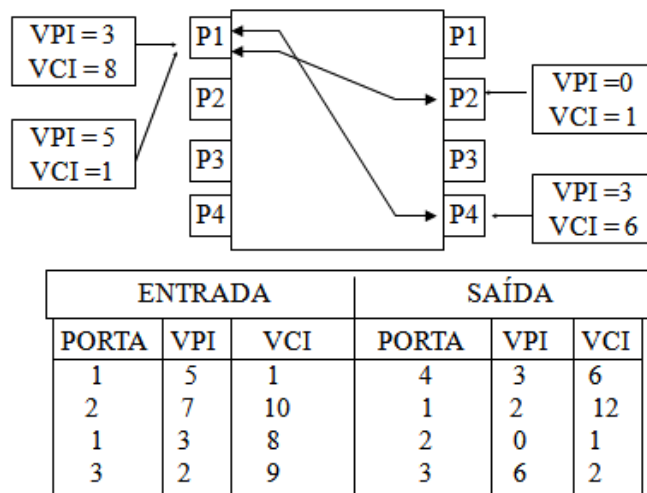 VPI = 3
VCI = 8
VPI = 5
VCI =1
P1
P2
P3
P4
P1
P2
P3
P4
VPI =0
VCI = 1
VPI =3
VCI = 6
ENTRADA SAÍDA
PORTA VPI VCI PORTA VPI VCI
1 5 1 4 3 6
2 7 10 1 2 12
1 3 8 2 0 1
3 2 9 3 6 2